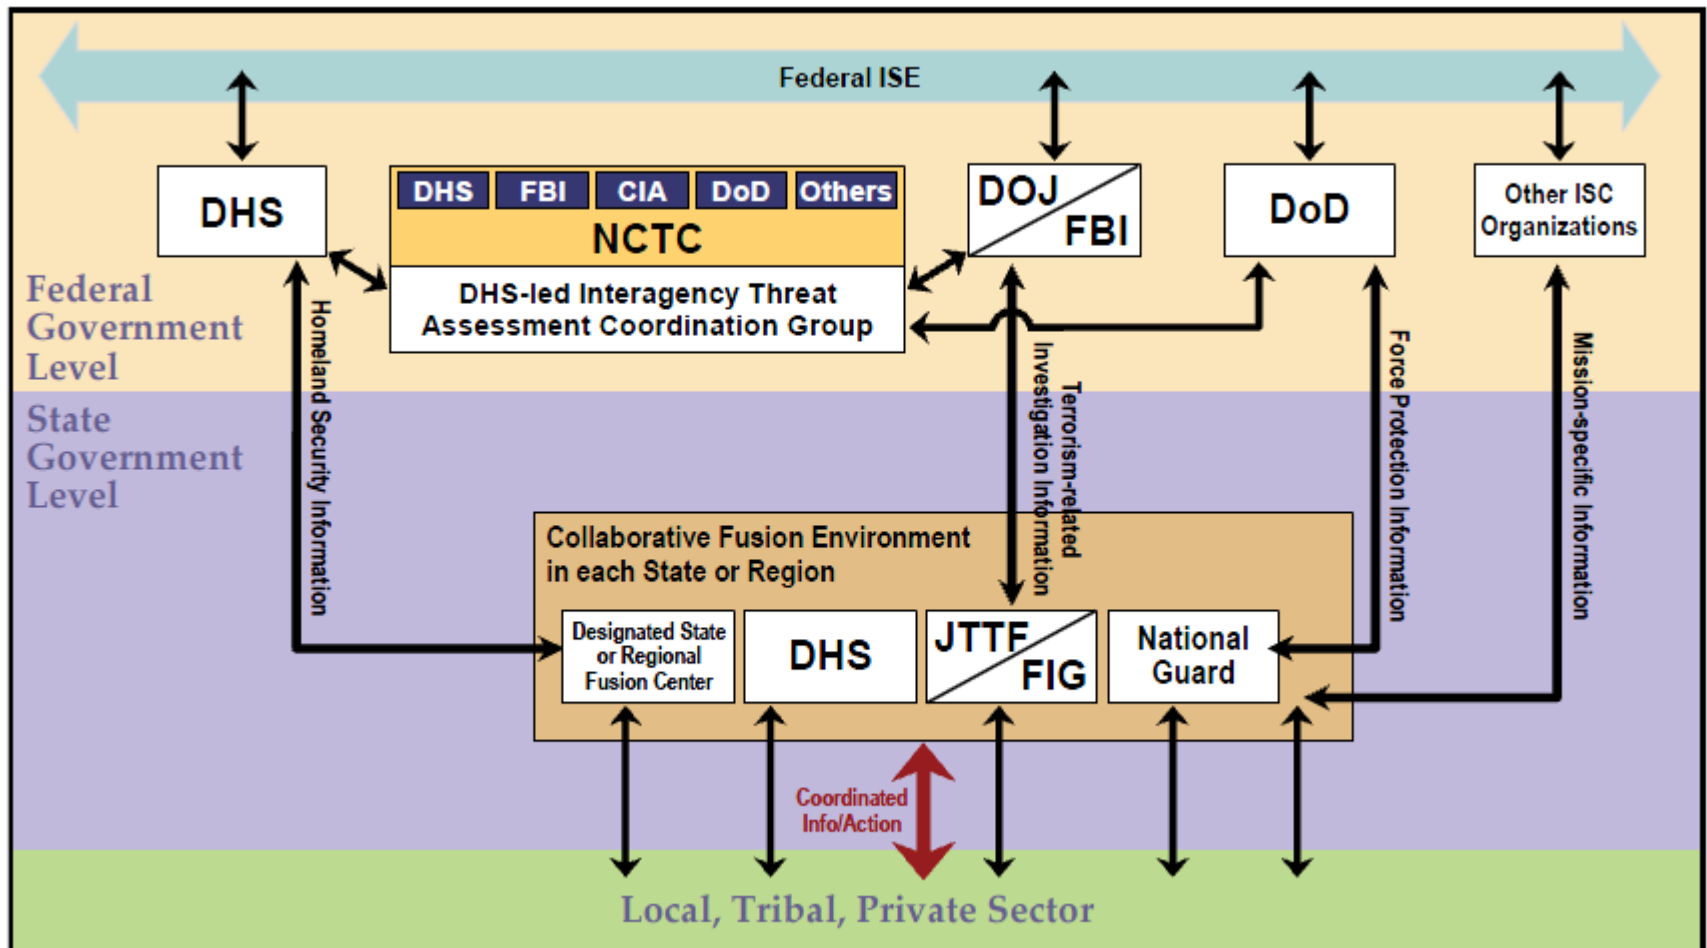 Federal ISE
DHS
DHS
FBI
CIA
DoD
Others
NCTC
DHS-led Interagency Threat
Assessment Coordination Group
DOJ
FBI
DoD
Other ISC
Organizations
Federal
Government
Level
Homeland Security Information
Terrorism-related
Investigation Information
Force Protection Information
Mission-specific Information
State
Government
Level
Collaborative Fusion Environment
in each State or Region
Designated State
or Regional
Fusion Center
DHS
JTTF
FIG
National
Guard
Coordinated
Info/Action
Local, Tribal, Private Sector